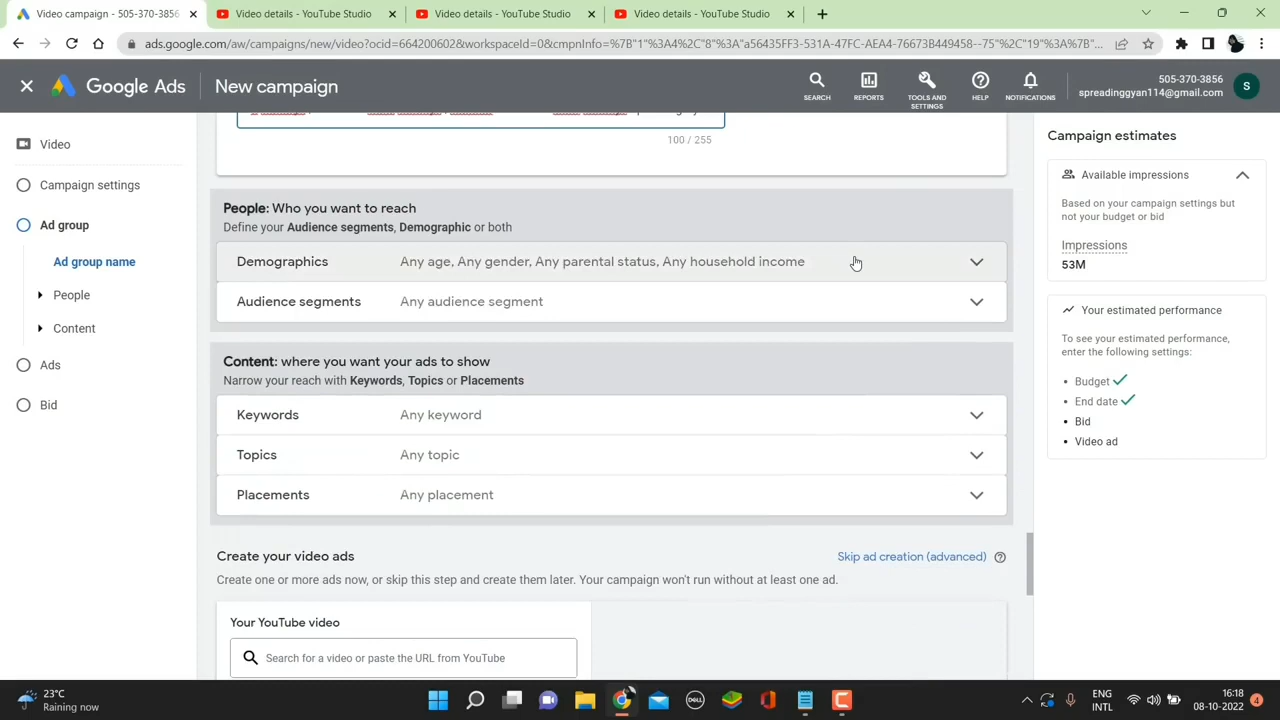 Video campaign - 505-370-3856
Video details - YouTube Studio
Video details - YouTube Studio
Video details - YouTube Studio
ads.google.com/aw/campaigns/new/video?ocid=664200602&workspaceId=0&cmpnInfo=%7B"1"%3A4%2C"8"%3A"a56435FF3-531A-47FC-AEA4-76673B449458--75"%2C"19"%3A%7B"...
Google Ads
New campaign
SEARCH
REPORTS
TOOLS AND
SETTINGS
HELP
NOTIFICATIONS
505-370-3856
spreadinggyan114@gmail.com
S
Video
Campaign settings
Ad group
Ad group name
People
Content
Ads
Bid
100 / 255
People: Who you want to reach
Define your Audience segments, Demographic or both
Demographics Any age, Any gender, Any parental status, Any household income
Audience segments Any audience segment
Content: where you want your ads to show
Narrow your reach with Keywords, Topics or Placements
Keywords Any keyword
Topics Any topic
Placements Any placement
Create your video ads
Skip ad creation (advanced)
Create one or more ads now, or skip this step and create them later. Your campaign won't run without at least one ad.
Your YouTube video
Search for a video or paste the URL from YouTube
Campaign estimates
Available impressions
Based on your campaign settings but
not your budget or bid
Impressions
53M
Your estimated performance
To see your estimated performance,
enter the following settings:
• Budget
• End date
• Bid
• Video ad
23°C
Raining now
DELL
ENG
INTL
16:18
08-10-2022
4